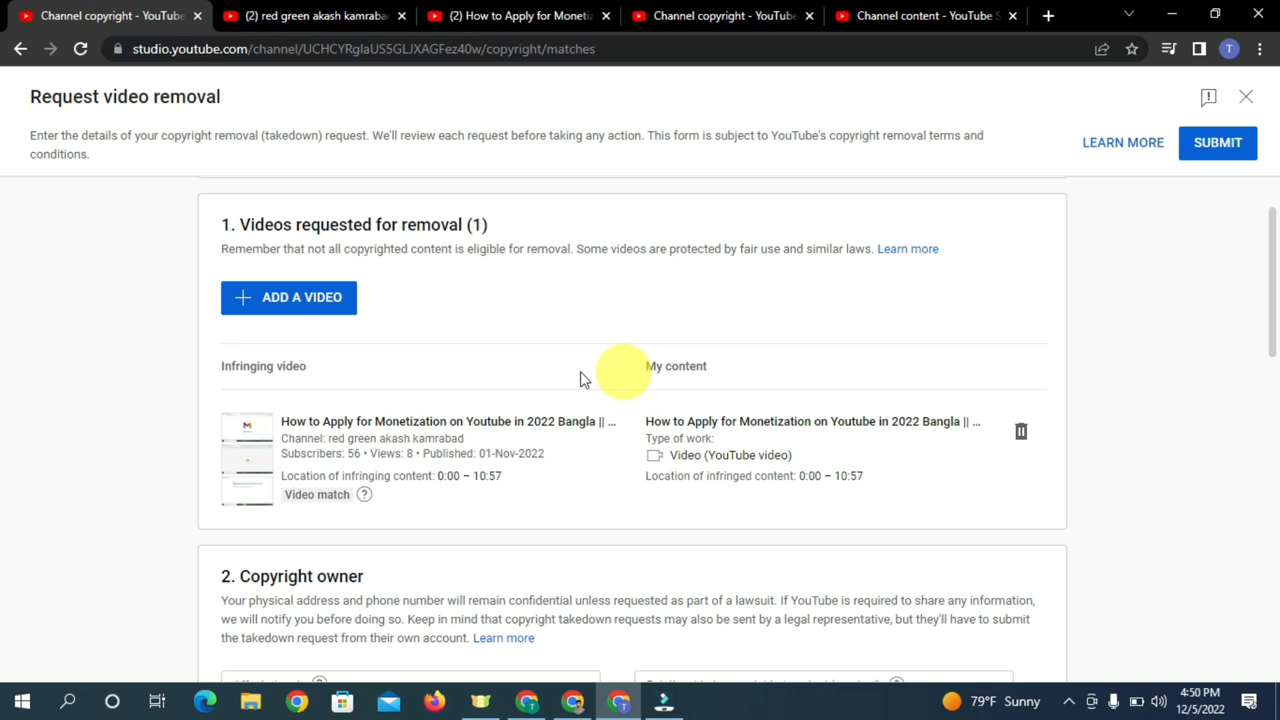 Channel copyright - YouTube
(2) red green akash kamraba
(2) How to Apply for Moneti
Channel copyright - YouTube
Channel content - YouTube S
studio.youtube.com/channel/UCHCYRglaUS5GLJXAGFez40w/copyright/matches
T
Request video removal
Enter the details of your copyright removal (takedown) request. We'll review each request before taking any action. This form is subject to YouTube's copyright removal terms and
conditions.
LEARN MORE
SUBMIT
1. Videos requested for removal (1)
Remember that not all copyrighted content is eligible for removal. Some videos are protected by fair use and similar laws. Learn more
ADD A VIDEO
Infringing video
My content
How to Apply for Monetization on Youtube in 2022 Bangla || ...
Channel: red green akash kamrabad
Subscribers: 56 • Views: 8 • Published: 01-Nov-2022
Location of infringing content: 0:00 – 10:57
Video match
How to Apply for Monetization on Youtube in 2022 Bangla || ...
Type of work:
Video (YouTube video)
Location of infringed content: 0:00 – 10:57
2. Copyright owner
Your physical address and phone number will remain confidential unless requested as part of a lawsuit. If YouTube is required to share any information,
we will notify you before doing so. Keep in mind that copyright takedown requests may also be sent by a legal representative, but they'll have to submit
the takedown request from their own account. Learn more
79°F Sunny
4:50 PM
12/5/2022